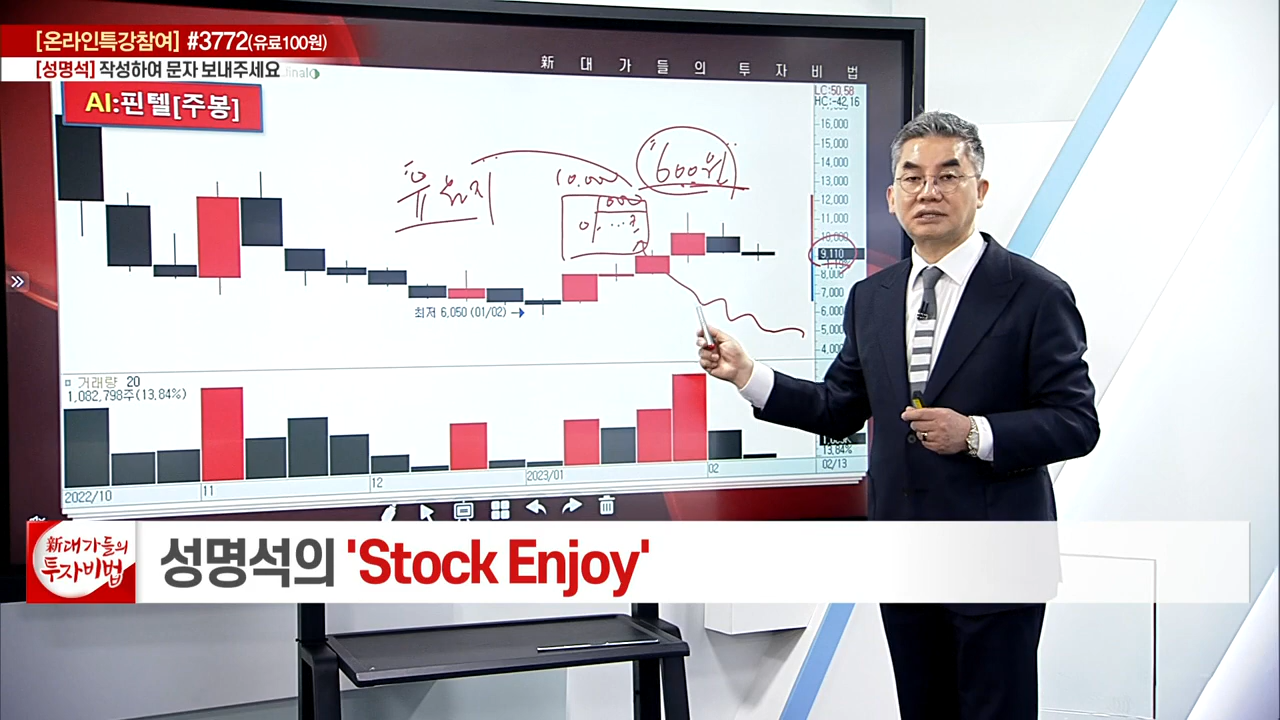 [온라인특강참여] #3772(유료100원)
[성명석] 작성하여 문자 보내주세요
新 대 가 들 의 투 자 비 법
AI:핀텔[주봉]
LC:50.58
HC:-42.16
16,000
15,000
14,000
13,000
12,000
11,000
10,000
9,110
8,000
7,000
6,000
5,000
4,000
10.000
600원
최저 6,050 (01/02) →
거래량 20
1,082,798주(13.84%)
13.84%
2022/10
11
12
2023/01
02
02/13
新대가들의
투자비법
성명석의 'Stock Enjoy'